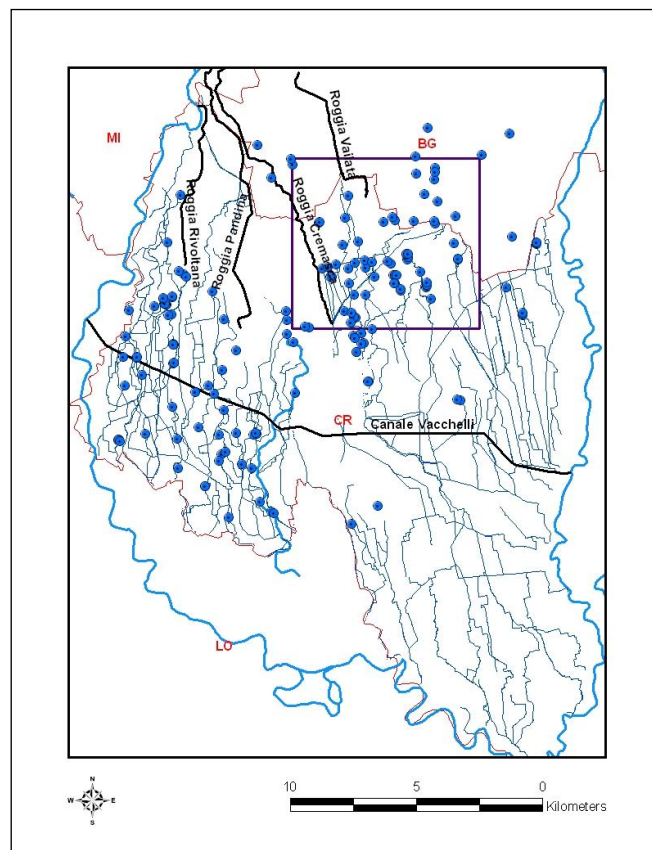 MI
BG
Roggia Rivoltana
Roggia Pandina
Roggia Cremasca
Roggia Vailata
CR
Canale Vacchelli
LO
N
W E
S
10 5 0
Kilometers